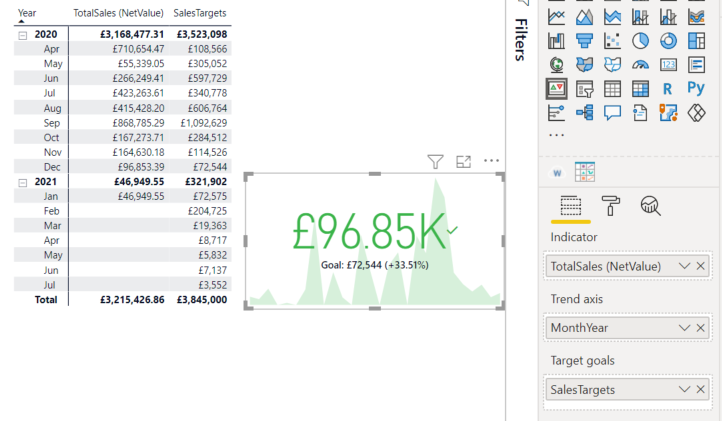 Year TotalSales (NetValue) SalesTargets
2020 £3,168,477.31 £3,523,098
Apr £710,654.47 £108,566
May £55,339.05 £305,052
Jun £266,249.41 £597,729
Jul £423,263.61 £340,778
Aug £415,428.20 £606,764
Sep £868,785.29 £1,092,629
Oct £167,273.71 £284,512
Nov £164,630.18 £114,526
Dec £96,853.39 £72,544
2021 £46,949.55 £321,902
Jan £46,949.55 £72,575
Feb £204,725
Mar £19,363
Apr £8,717
May £5,832
Jun £7,137
Jul £3,552
Total £3,215,426.86 £3,845,000
£96.85K
Goal: £72,544 (+33.51%)
Filters
123
R Py
W
Indicator
TotalSales (NetValue)
Trend axis
MonthYear
Target goals
SalesTargets